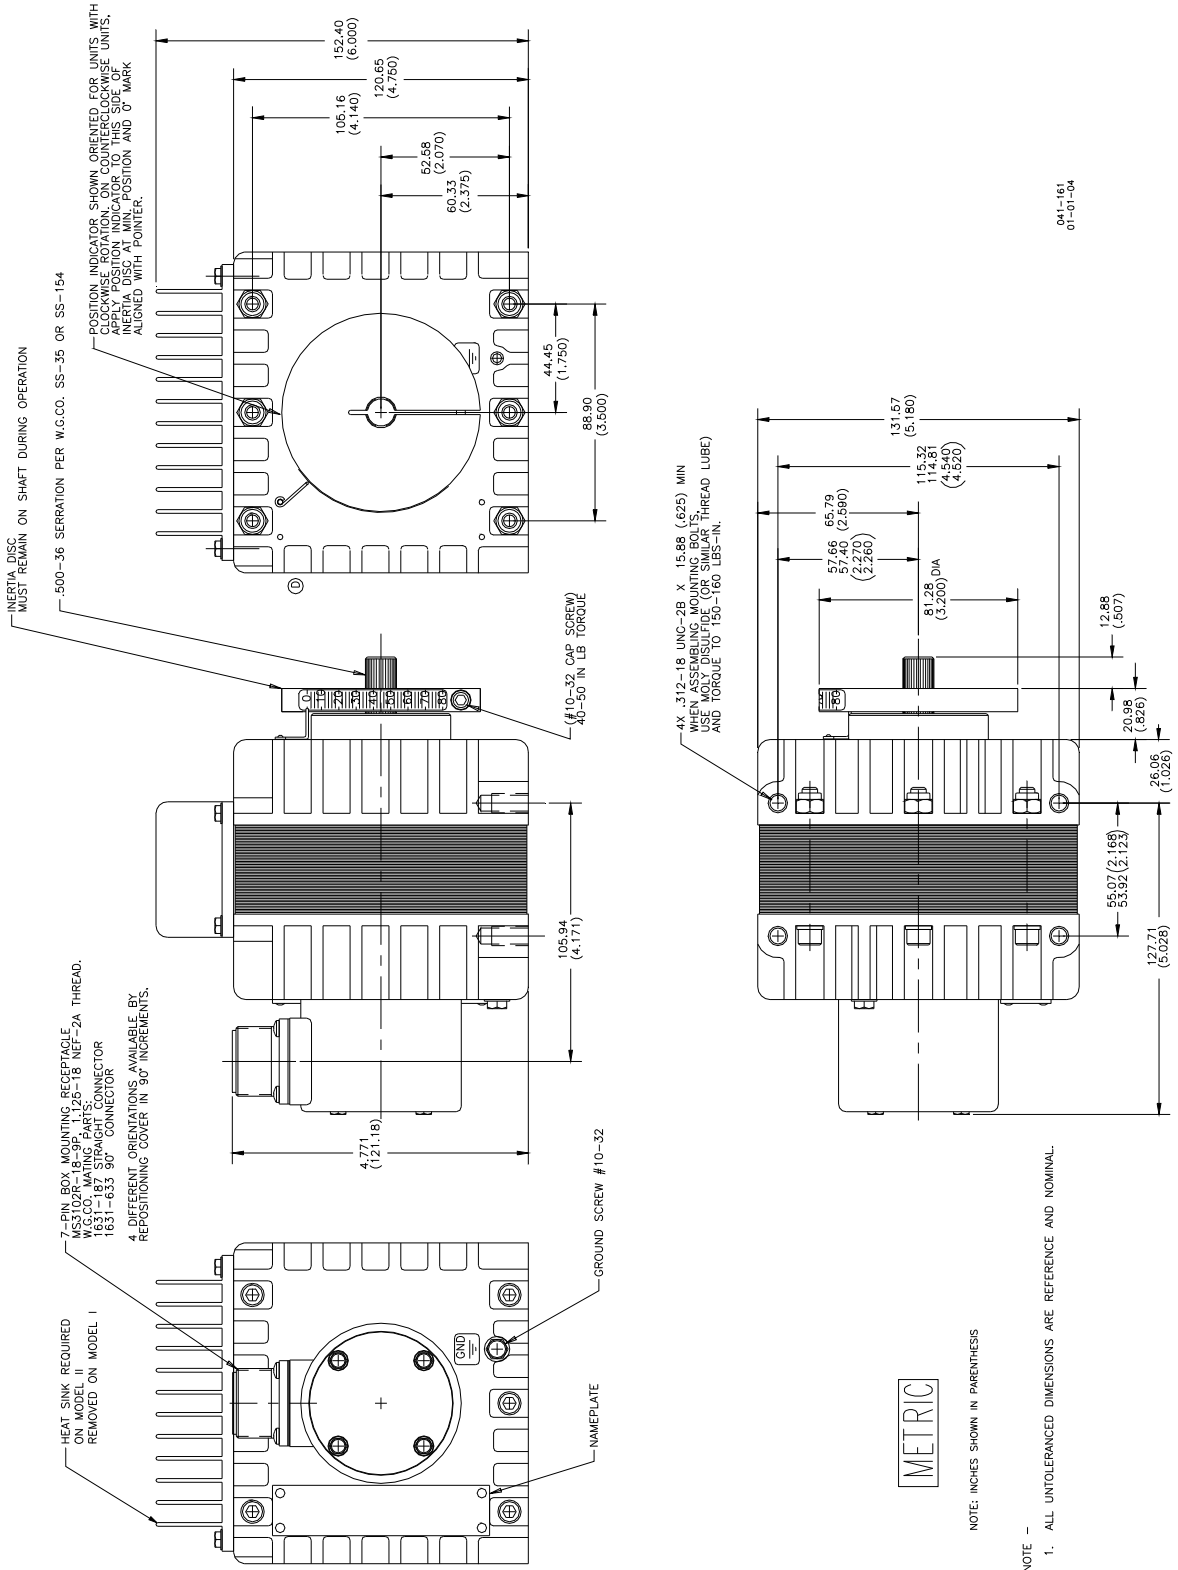 INERTIA DISC
MUST REMAIN ON SHAFT DURING OPERATION
.500-36 SERRATION PER W.G.CO. SS-35 OR SS-154
POSITION INDICATOR SHOWN ORIENTED FOR UNITS WITH
CLOCKWISE ROTATION. ON COUNTERCLOCKWISE UNITS,
APPLY POSITION INDICATOR TO THIS SIDE OF
INERTIA DISC AT MIN. POSITION AND 0° MARK
ALIGNED WITH POINTER.
152.40
(6.000)
120.65
(4.750)
105.16
(4.140)
52.58
(2.070)
60.33
(2.375)
44.45
(1.750)
88.90
(3.500)
D
7-PIN BOX MOUNTING RECEPTACLE
MS3102R-18-9P, 1.125-18 NEF-2A THREAD.
W.G.CO. MATING PARTS:
1631-187 STRAIGHT CONNECTOR
1631-633 90° CONNECTOR
4 DIFFERENT ORIENTATIONS AVAILABLE BY
REPOSITIONING COVER IN 90° INCREMENTS.
0
10
20
30
40
50
60
70
80
(#10-32 CAP SCREW)
40-50 IN LB TORQUE
105.94
(4.171)
4.771
(121.18)
HEAT SINK REQUIRED
ON MODEL II
REMOVED ON MODEL I
GND
GROUND SCREW #10-32
NAMEPLATE
4X .312-18 UNC-2B X 15.88 (.625) MIN
WHEN ASSEMBLING MOUNTING BOLTS,
USE MOLY DISULFIDE (OR SIMILAR THREAD LUBE)
AND TORQUE TO 150-160 LBS-IN.
131.57
(5.180)
115.32
114.81
(4.540)
(4.520)
65.79
(2.590)
57.66
57.40
(2.270)
(2.260)
81.28
(3.200) DIA
80
12.88
(.507)
20.98
(.826)
26.06
(1.026)
55.07 (2.168)
53.92 (2.123)
127.71
(5.028)
041-161
01-01-04
METRIC
NOTE: INCHES SHOWN IN PARENTHESIS
NOTE -
1. ALL UNTOLERANCED DIMENSIONS ARE REFERENCE AND NOMINAL.